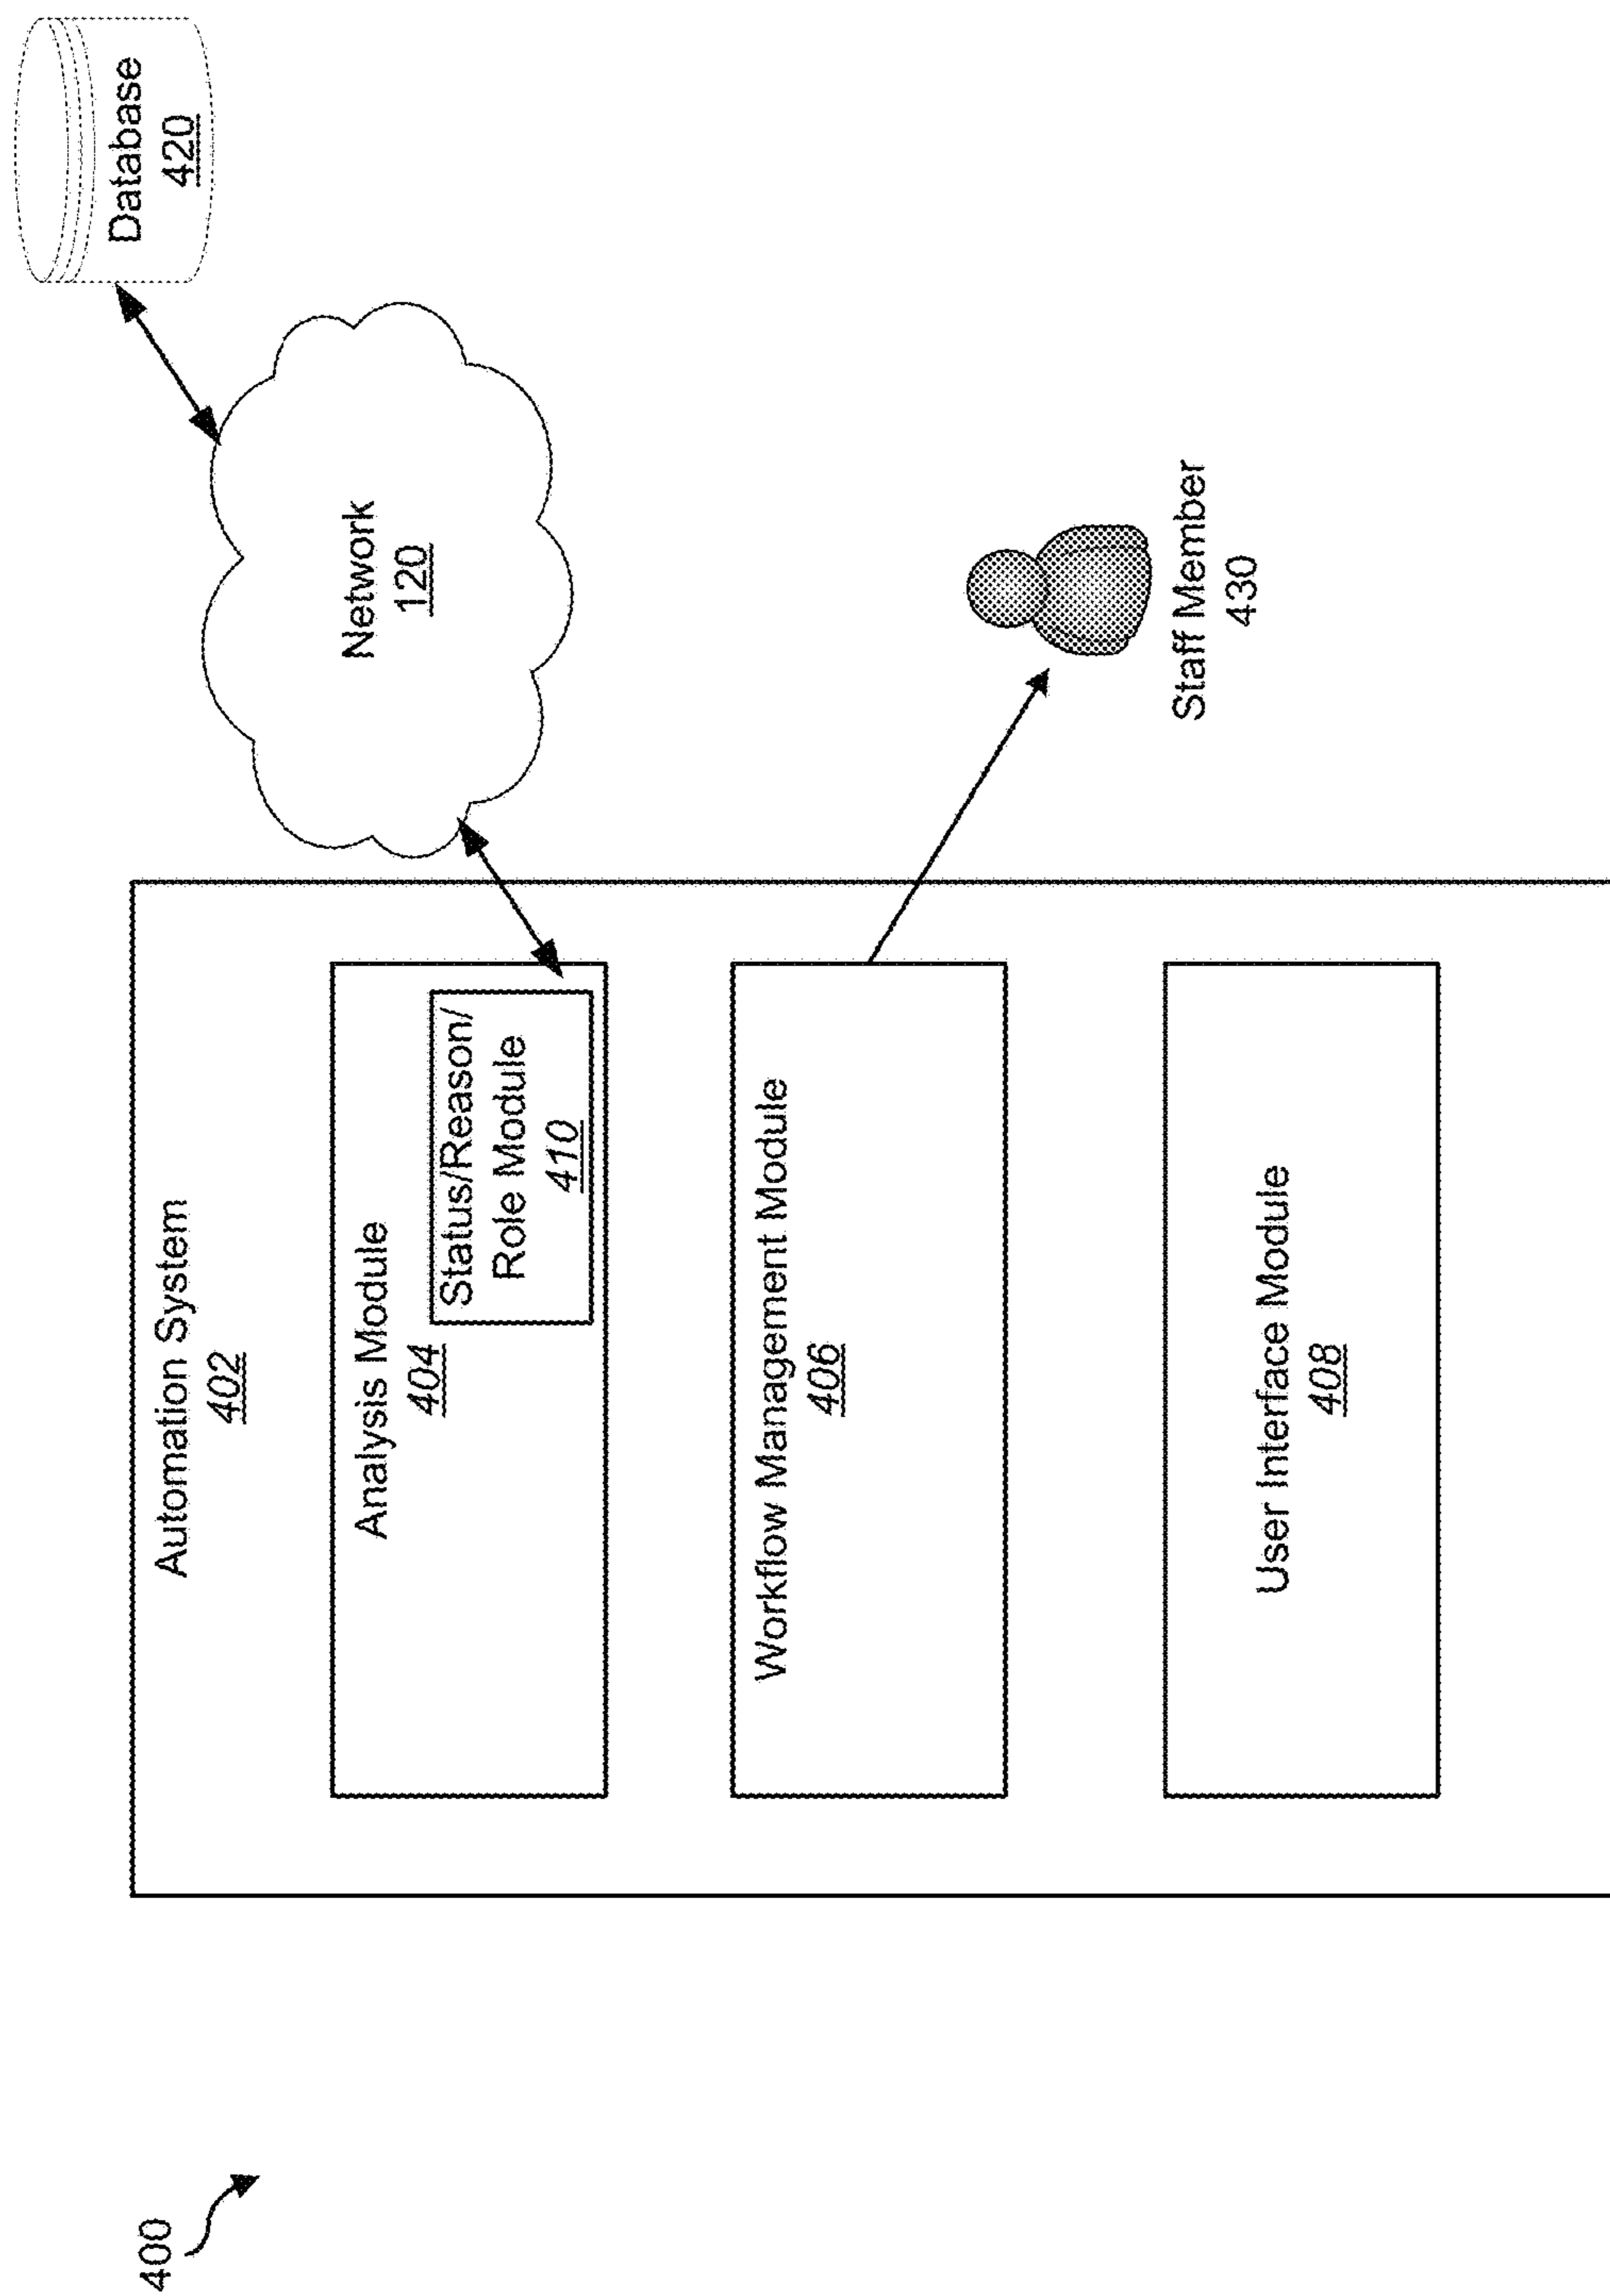 400
Automation System
402
Analysis Module
404
Status/Reason/
Role Module
410
Workflow Management Module
406
User Interface Module
408
Network
120
Database
420
Staff Member
430